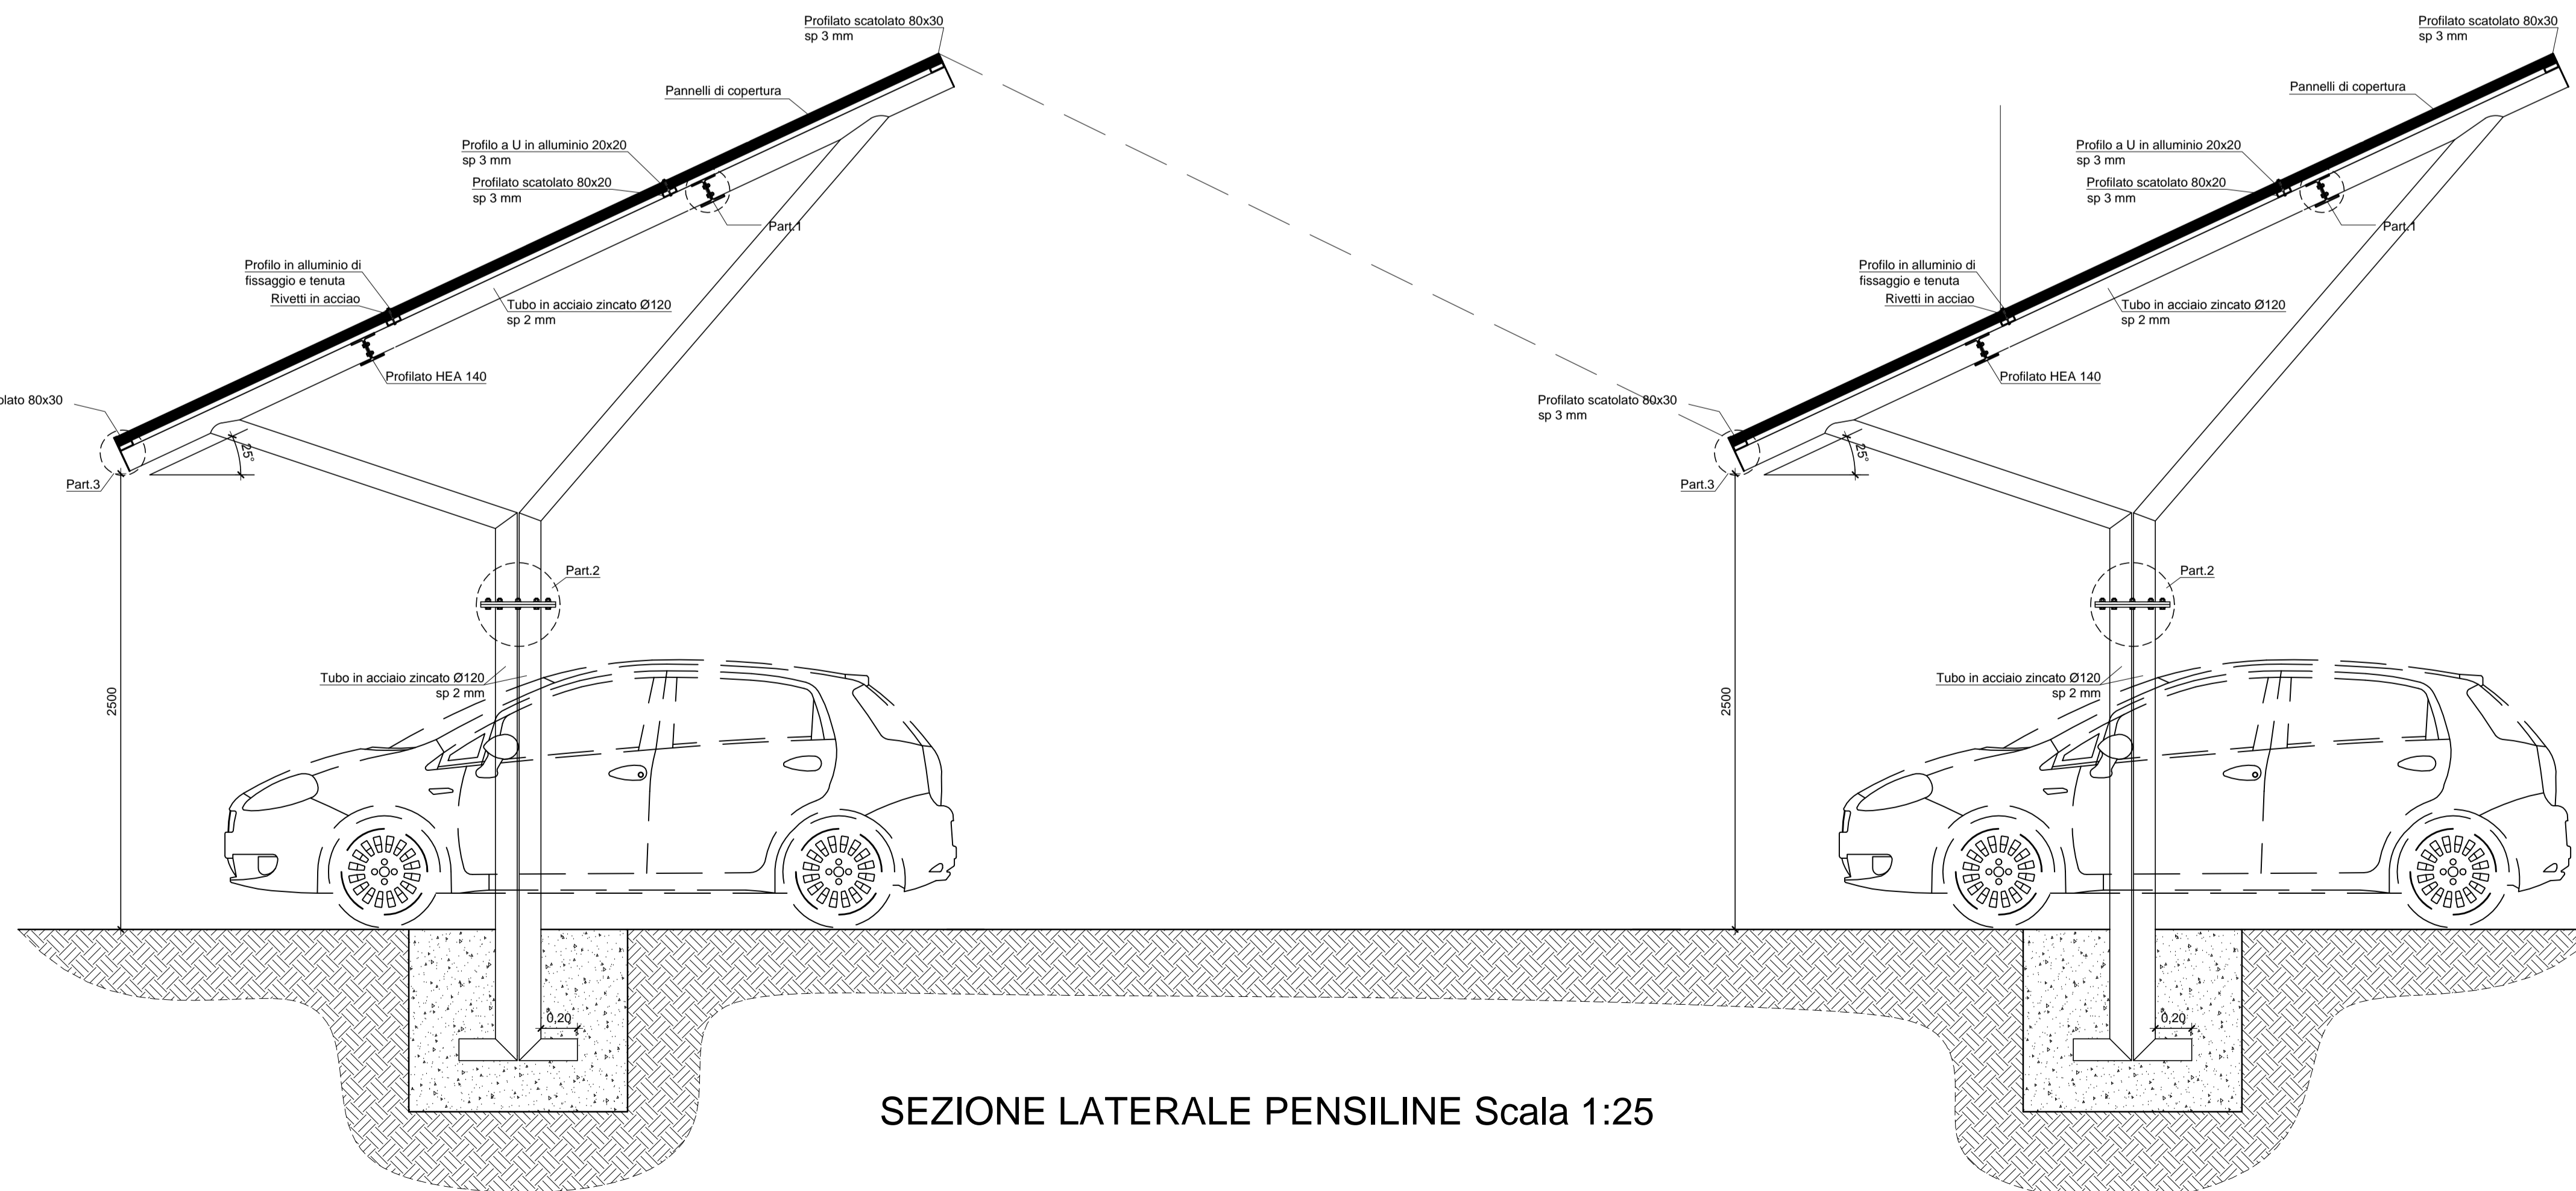 Profilato scatolato 80x30
sp 3 mm
Pannelli di copertura
Profilo a U in alluminio 20x20
sp 3 mm
Profilato scatolato 80x20
sp 3 mm
Part.1
Profilo in alluminio di
fissaggio e tenuta
Rivetti in acciao
Tubo in acciaio zincato Ø120
sp 2 mm
Profilato HEA 140
olato 80x30
25°
Part.3
Part.2
Tubo in acciaio zincato Ø120
sp 2 mm
2500
0,20
Profilato scatolato 80x30
sp 3 mm
Pannelli di copertura
Profilo a U in alluminio 20x20
sp 3 mm
Profilato scatolato 80x20
sp 3 mm
Part.1
Profilo in alluminio di
fissaggio e tenuta
Rivetti in acciao
Tubo in acciaio zincato Ø120
sp 2 mm
Profilato HEA 140
Profilato scatolato 80x30
sp 3 mm
25°
Part.3
Part.2
Tubo in acciaio zincato Ø120
sp 2 mm
2500
0,20
SEZIONE LATERALE PENSILINE Scala 1:25